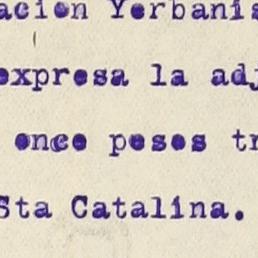 acion Yerbanis
expresa la adj
once pesos tr
Sta Catalina.